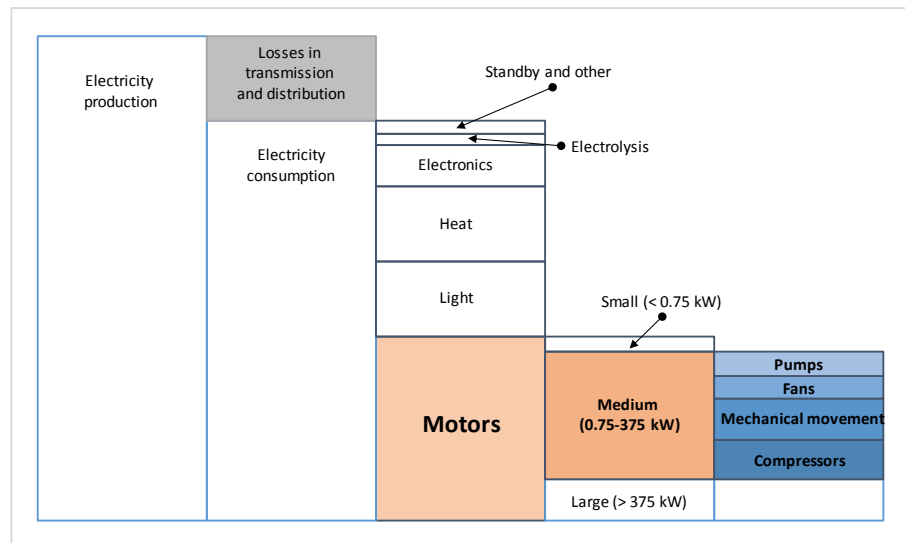 Electricity
production
Losses in
transmission
and distribution
Electricity
consumption
Standby and other
Electrolysis
Electronics
Heat
Light
Motors
Small (< 0.75 kW)
Medium
(0.75-375 kW)
Large (> 375 kW)
Pumps
Fans
Mechanical movement
Compressors